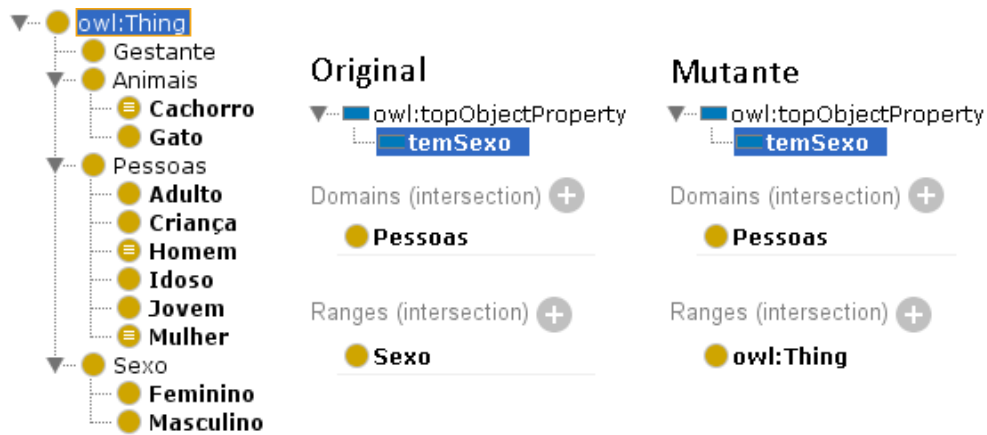 owl:Thing
Gestante
Animais
Cachorro
Gato
Pessoas
Adulto
Criança
Homem
Idoso
Jovem
Mulher
Sexo
Feminino
Masculino
Original
owl:topObjectProperty
temSexo
Domains (intersection)
Pessoas
Ranges (intersection)
Sexo
Mutante
owl:topObjectProperty
temSexo
Domains (intersection)
Pessoas
Ranges (intersection)
owl:Thing